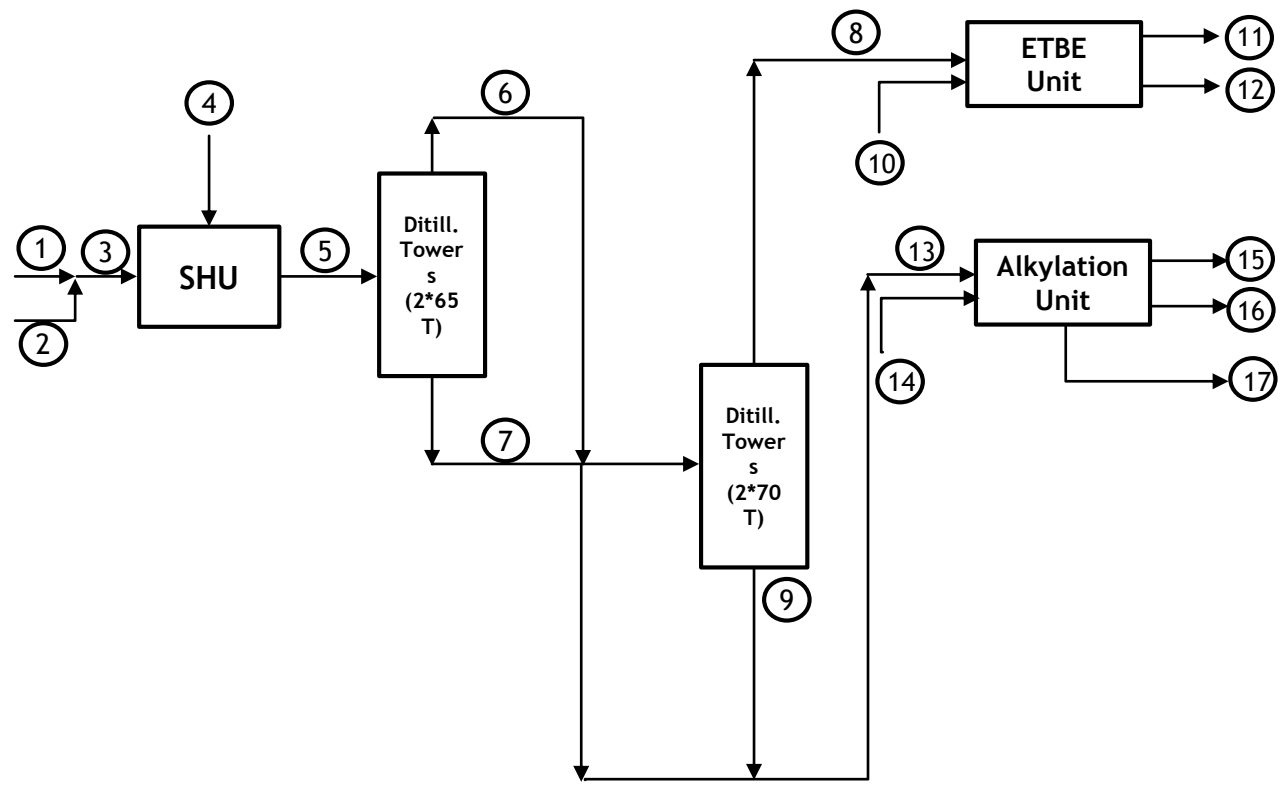 8
ETBE
Unit
11
12
4
6
10
1
3
SHU
5
Ditill.
Tower
s
(2*65
T)
2
13
Alkylation
Unit
15
16
14
17
7
Ditill.
Tower
s
(2*70
T)
9